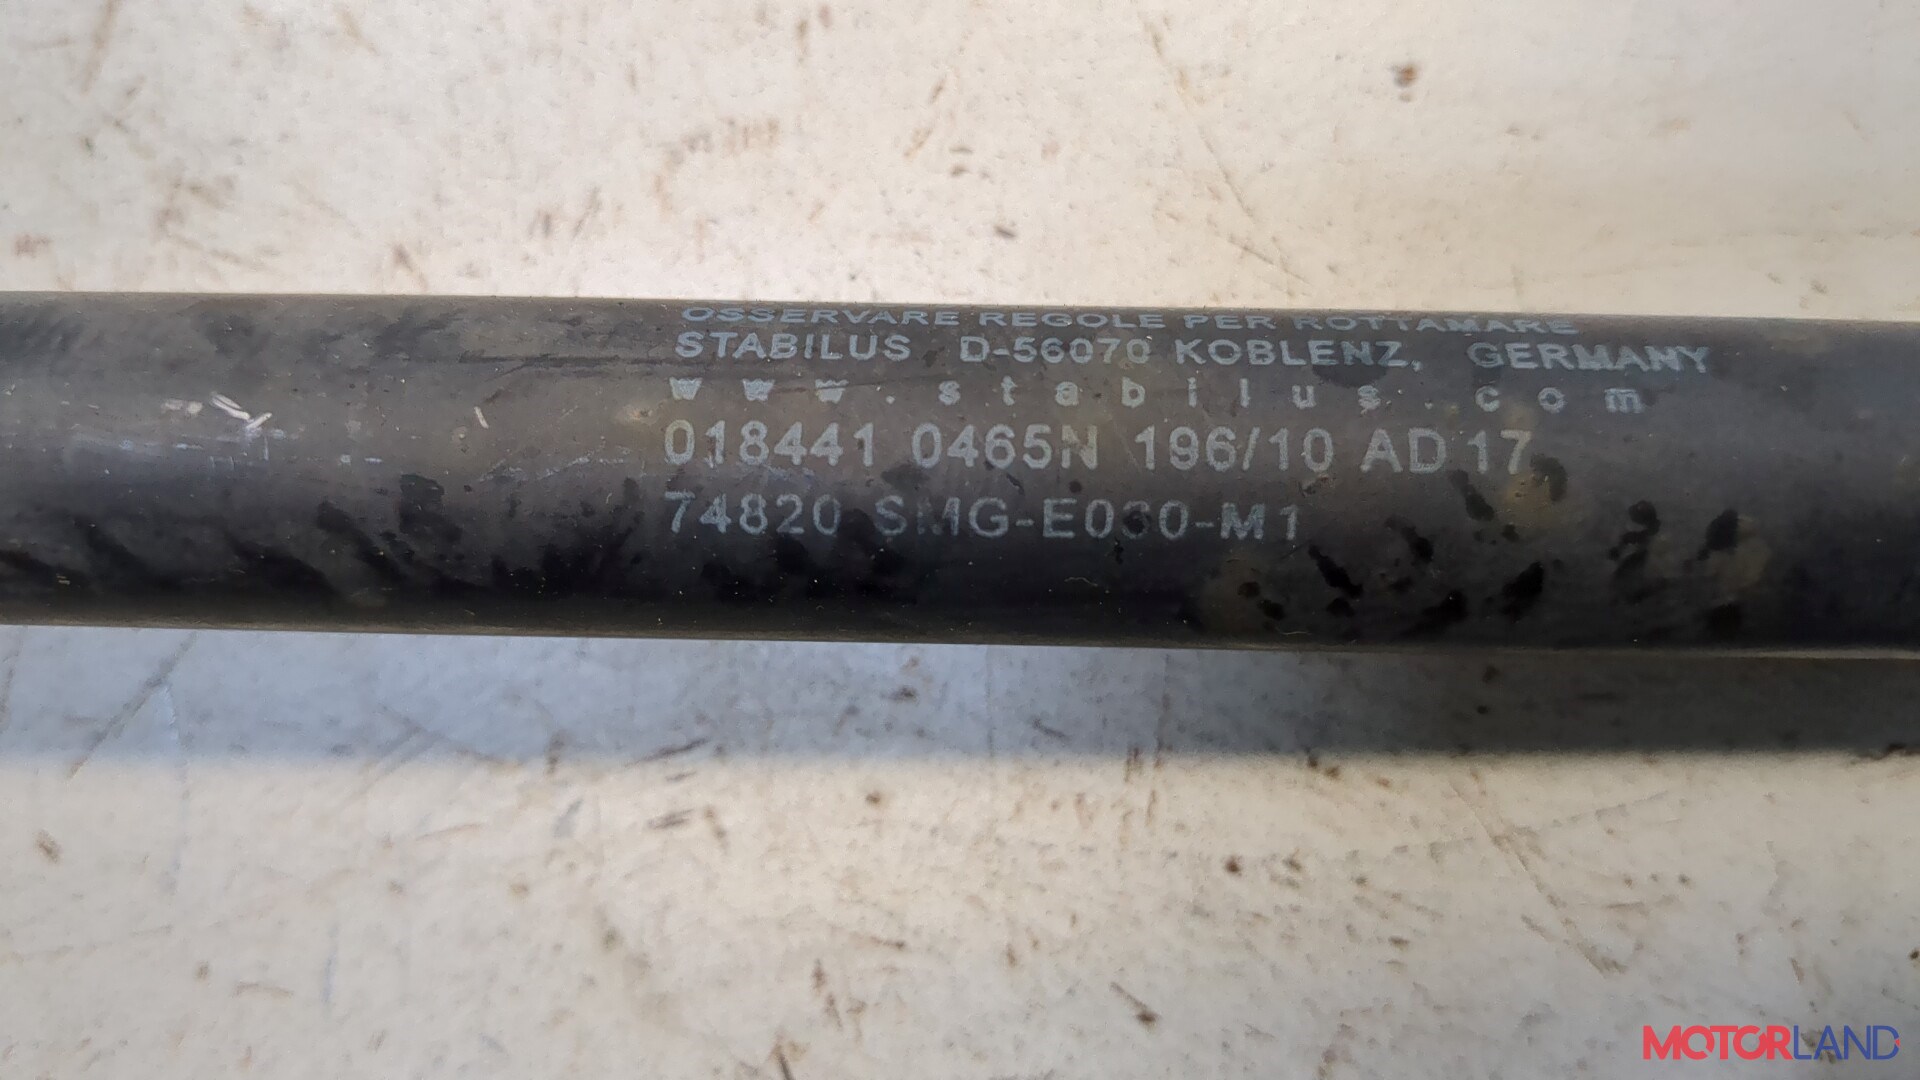 OSSERVARE REGOLE PER ROTTAMARE
STABILUS D-56070 KOBLENZ, GERMANY
www.stabilus.com
018441 0465N 196/10 AD 17
74820 SMG-E030-M1
MOTORLAND